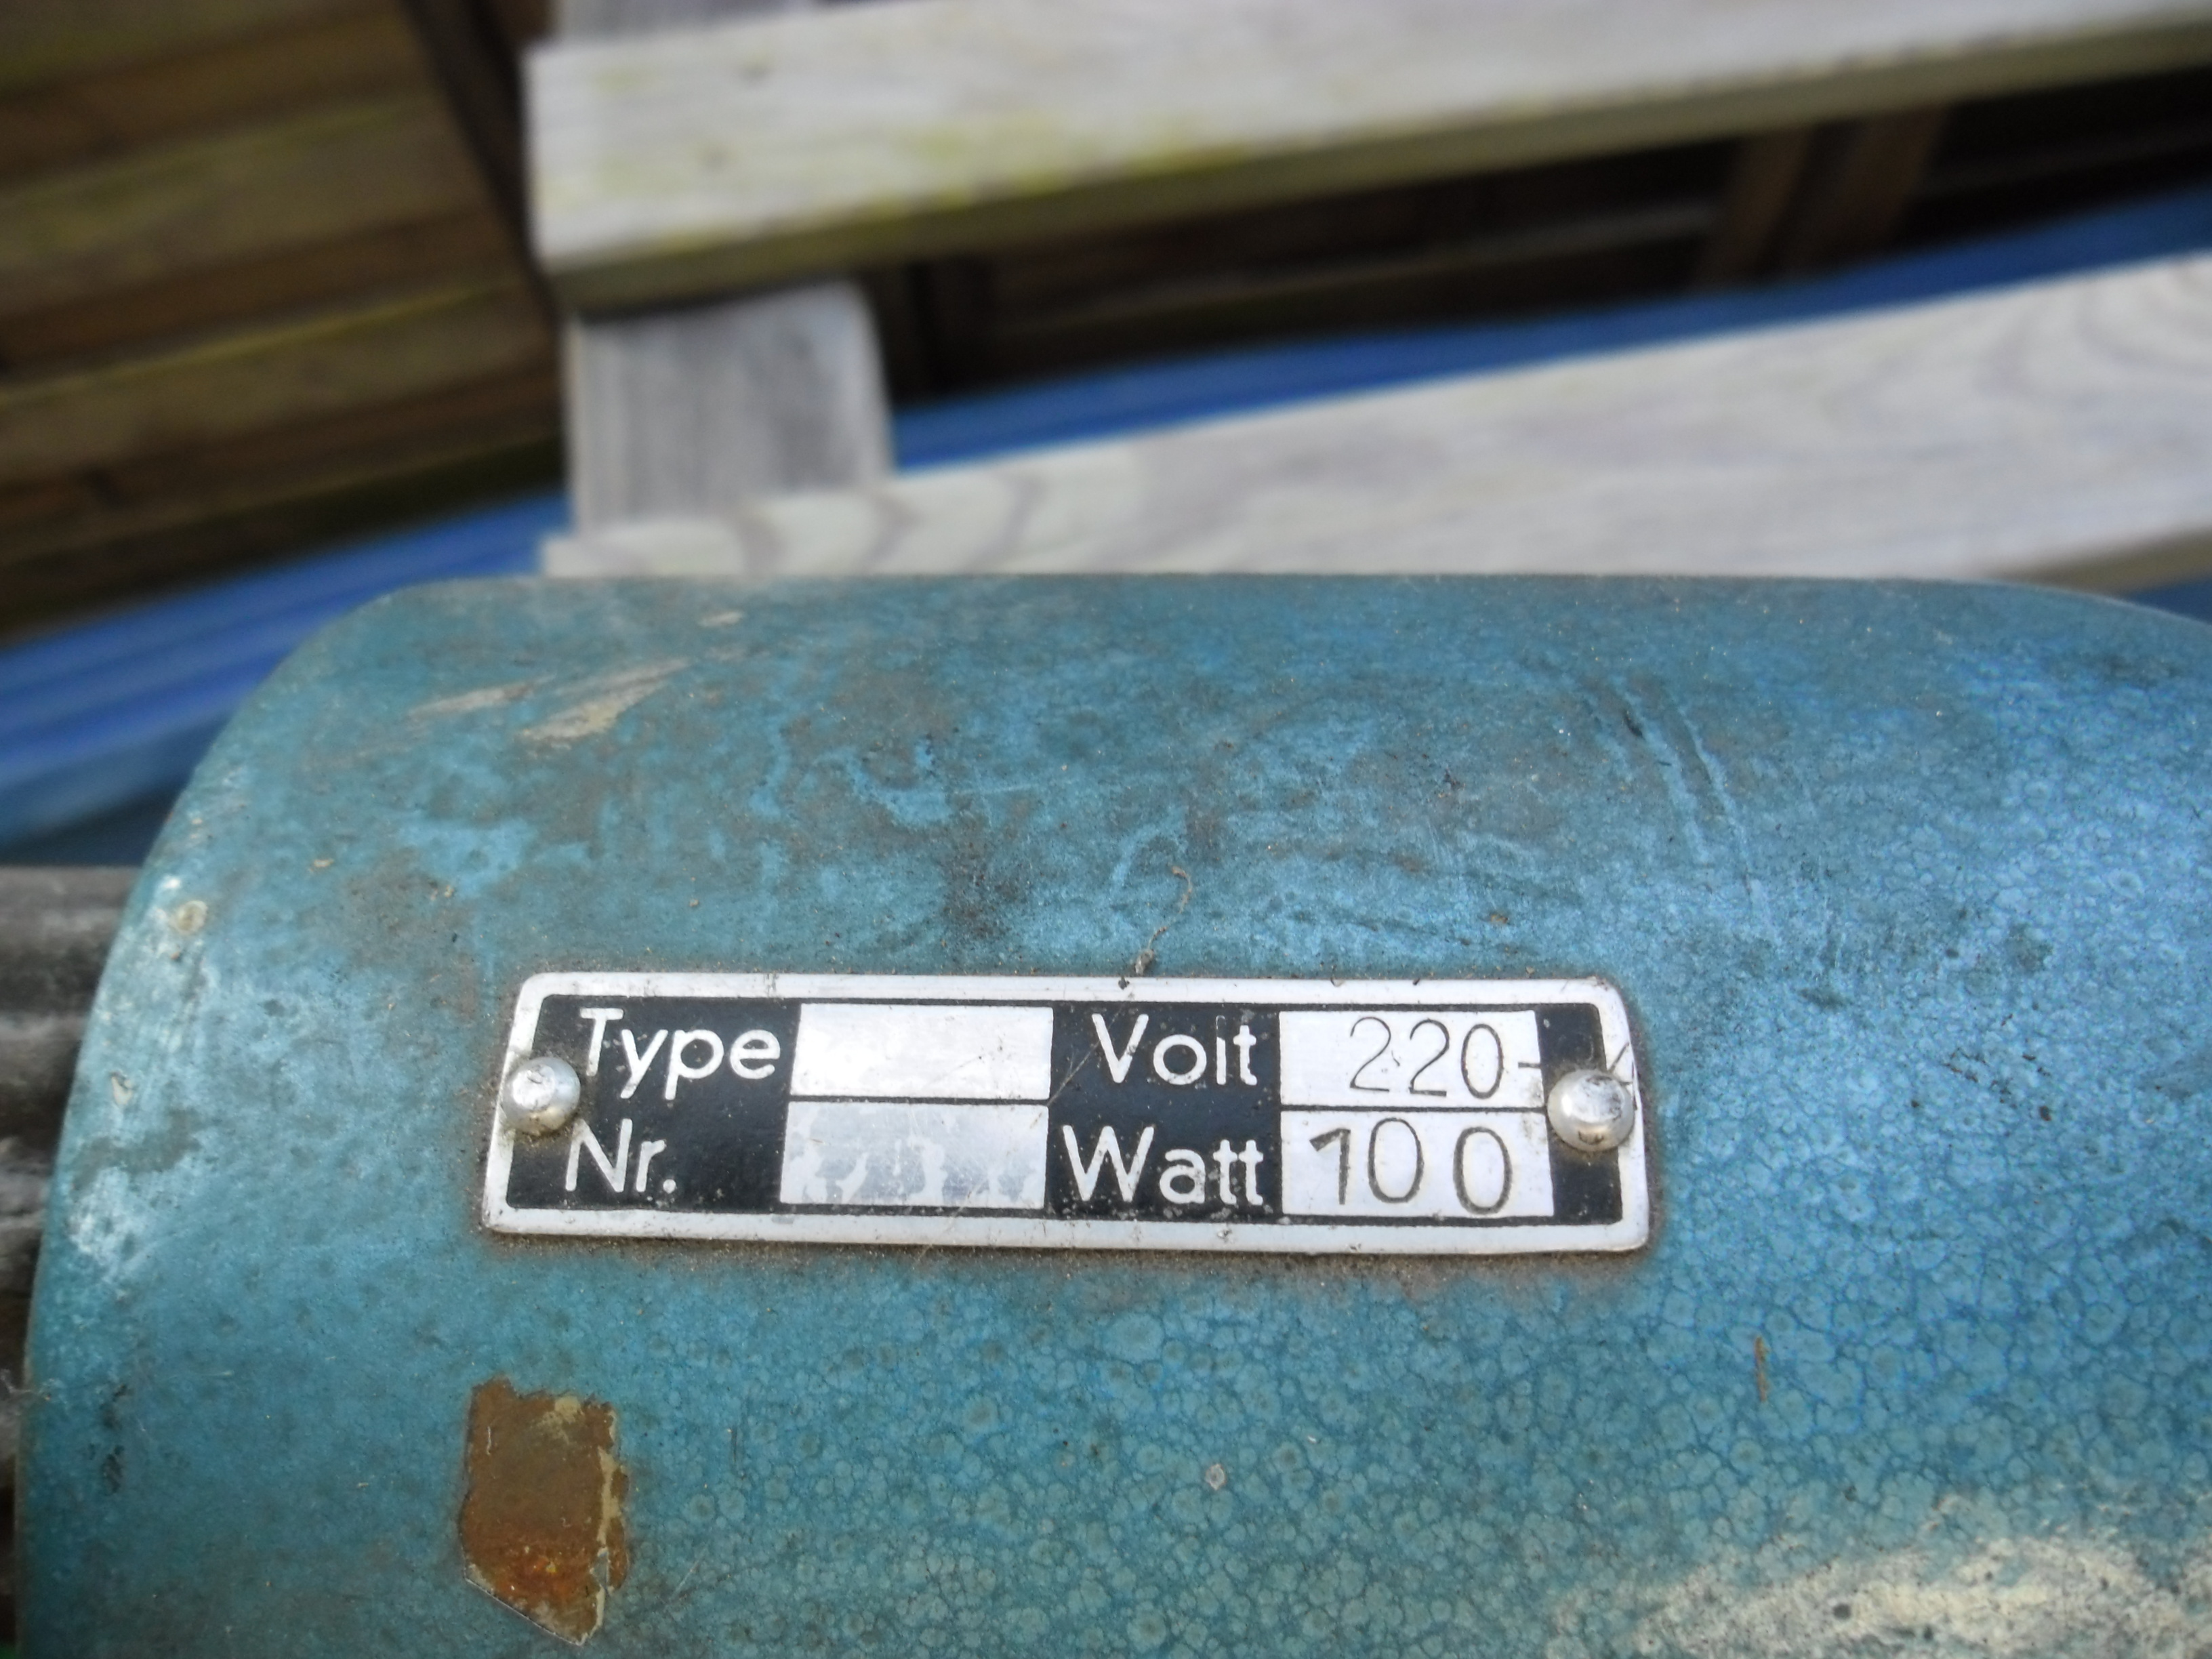 Type Volt 220-
Nr. Watt 100